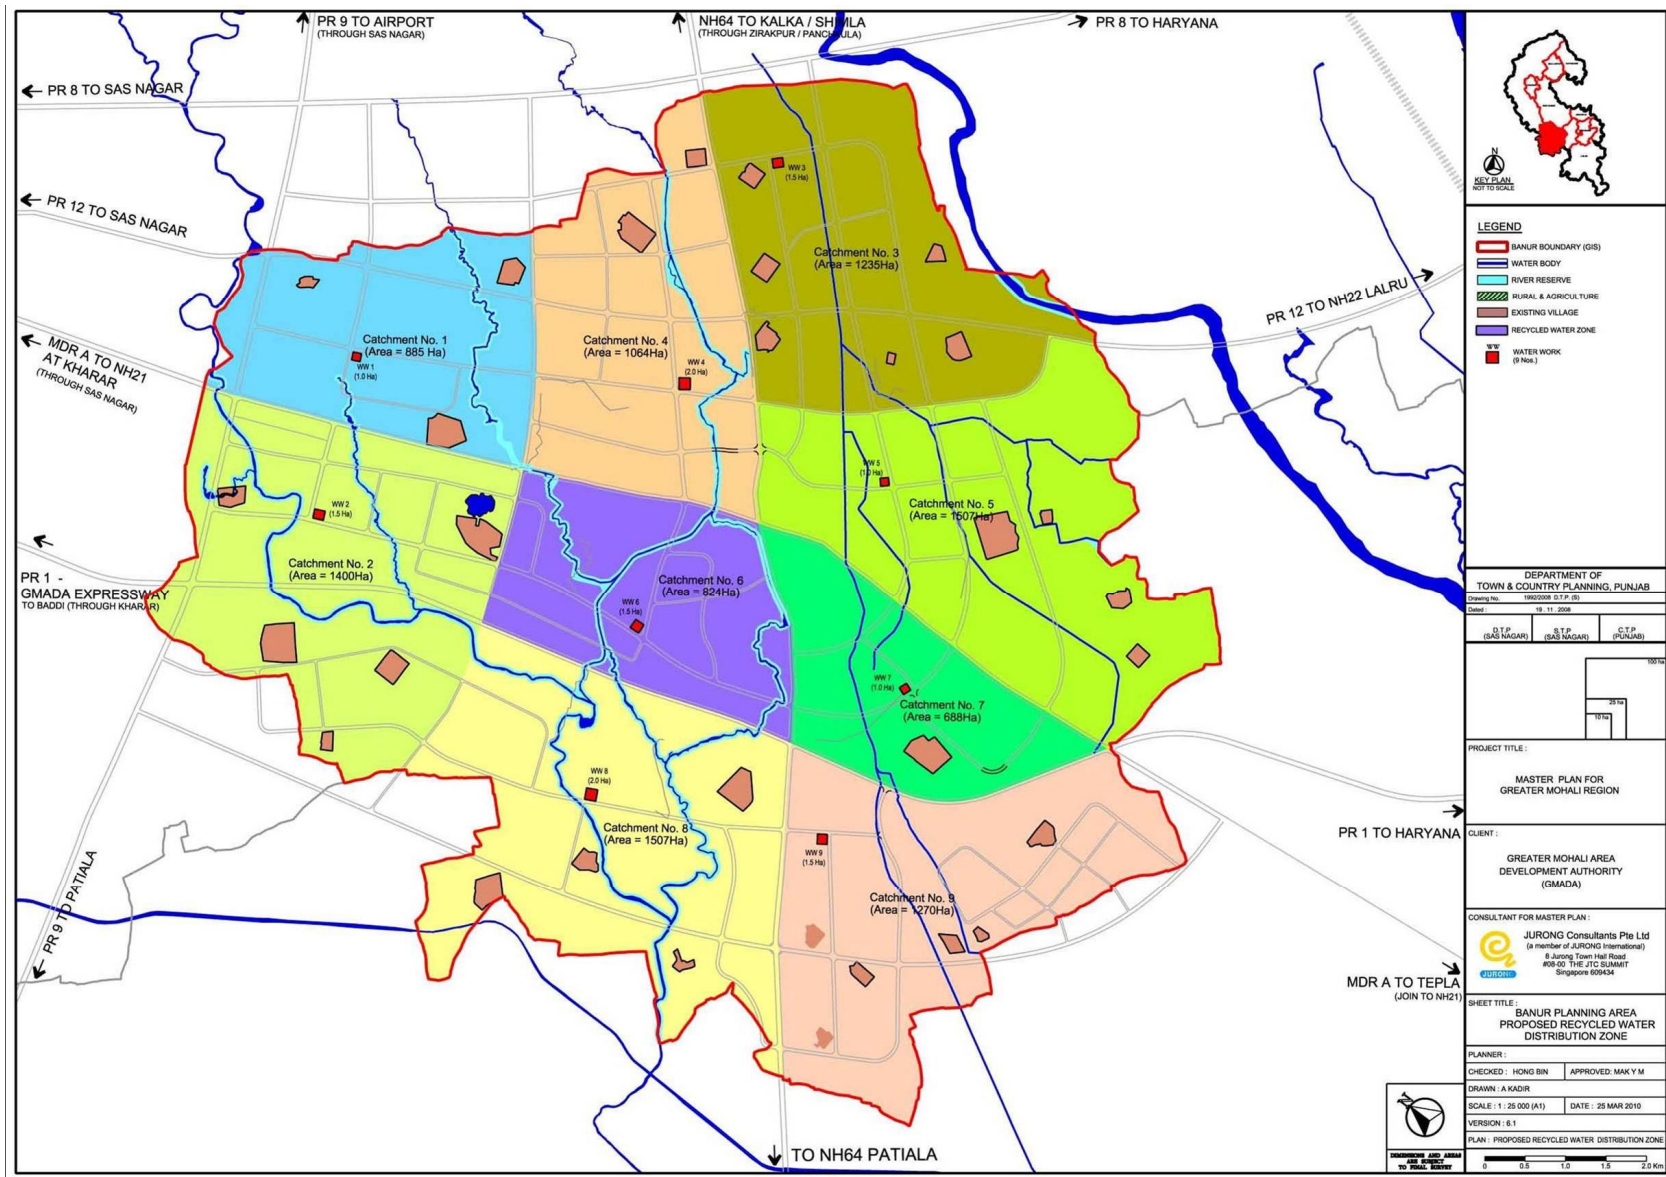 PR 9 TO AIRPORT
(THROUGH SAS NAGAR)
NH64 TO KALKA / SHIMLA
(THROUGH ZIRAKPUR / PANCHKULA)
PR 8 TO HARYANA
PR 8 TO SAS NAGAR
PR 12 TO SAS NAGAR
MDR A TO NH21
AT KHARAR
(THROUGH SAS NAGAR)
PR 1 -
GMADA EXPRESSWAY
TO BADDI (THROUGH KHARAR)
PR 9 TO PATIALA
PR 12 TO NH22 LALRU
PR 1 TO HARYANA
MDR A TO TEPLA
(JOIN TO NH21)
TO NH64 PATIALA
Catchment No. 1
(Area = 885 Ha)
WW 1
(1.0 Ha)
Catchment No. 2
(Area = 1400Ha)
WW 2
(1.5 Ha)
Catchment No. 3
(Area = 1235Ha)
WW 3
(1.5 Ha)
Catchment No. 4
(Area = 1064Ha)
WW 4
(2.0 Ha)
Catchment No. 5
(Area = 1507Ha)
WW 5
(1.0 Ha)
Catchment No. 6
(Area = 824Ha)
WW 6
(1.5 Ha)
Catchment No. 7
(Area = 688Ha)
WW 7
(1.0 Ha)
Catchment No. 8
(Area = 1507Ha)
WW 8
(2.0 Ha)
Catchment No. 9
(Area = 1270Ha)
WW 9
(1.5 Ha)
DIMENSIONS AND AREAS
ARE SUBJECT
TO FINAL SURVEY
N
KEY PLAN
NOT TO SCALE
LEGEND
BANUR BOUNDARY (GIS)
WATER BODY
RIVER RESERVE
RURAL & AGRICULTURE
EXISTING VILLAGE
RECYCLED WATER ZONE
WW
WATER WORK
(9 Nos.)
DEPARTMENT OF
TOWN & COUNTRY PLANNING, PUNJAB
Drawing No. 1992/2008 D.T.P. (S)
Dated : 19 . 11 . 2008
D.T.P
(SAS NAGAR)
S.T.P
(SAS NAGAR)
C.T.P
(PUNJAB)
100 ha
25 ha
10 ha
PROJECT TITLE :
MASTER PLAN FOR
GREATER MOHALI REGION
CLIENT :
GREATER MOHALI AREA
DEVELOPMENT AUTHORITY
(GMADA)
CONSULTANT FOR MASTER PLAN :
JURONG
JURONG Consultants Pte Ltd
(a member of JURONG International)
8 Jurong Town Hall Road
#08-00 THE JTC SUMMIT
Singapore 609434
SHEET TITLE :
BANUR PLANNING AREA
PROPOSED RECYCLED WATER
DISTRIBUTION ZONE
PLANNER :
CHECKED : HONG BIN
APPROVED: MAK Y M
DRAWN : A KADIR
SCALE : 1 : 25 000 (A1)
DATE : 25 MAR 2010
VERSION : 6.1
PLAN : PROPOSED RECYCLED WATER DISTRIBUTION ZONE
0 0.5 1.0 1.5 2.0 Km